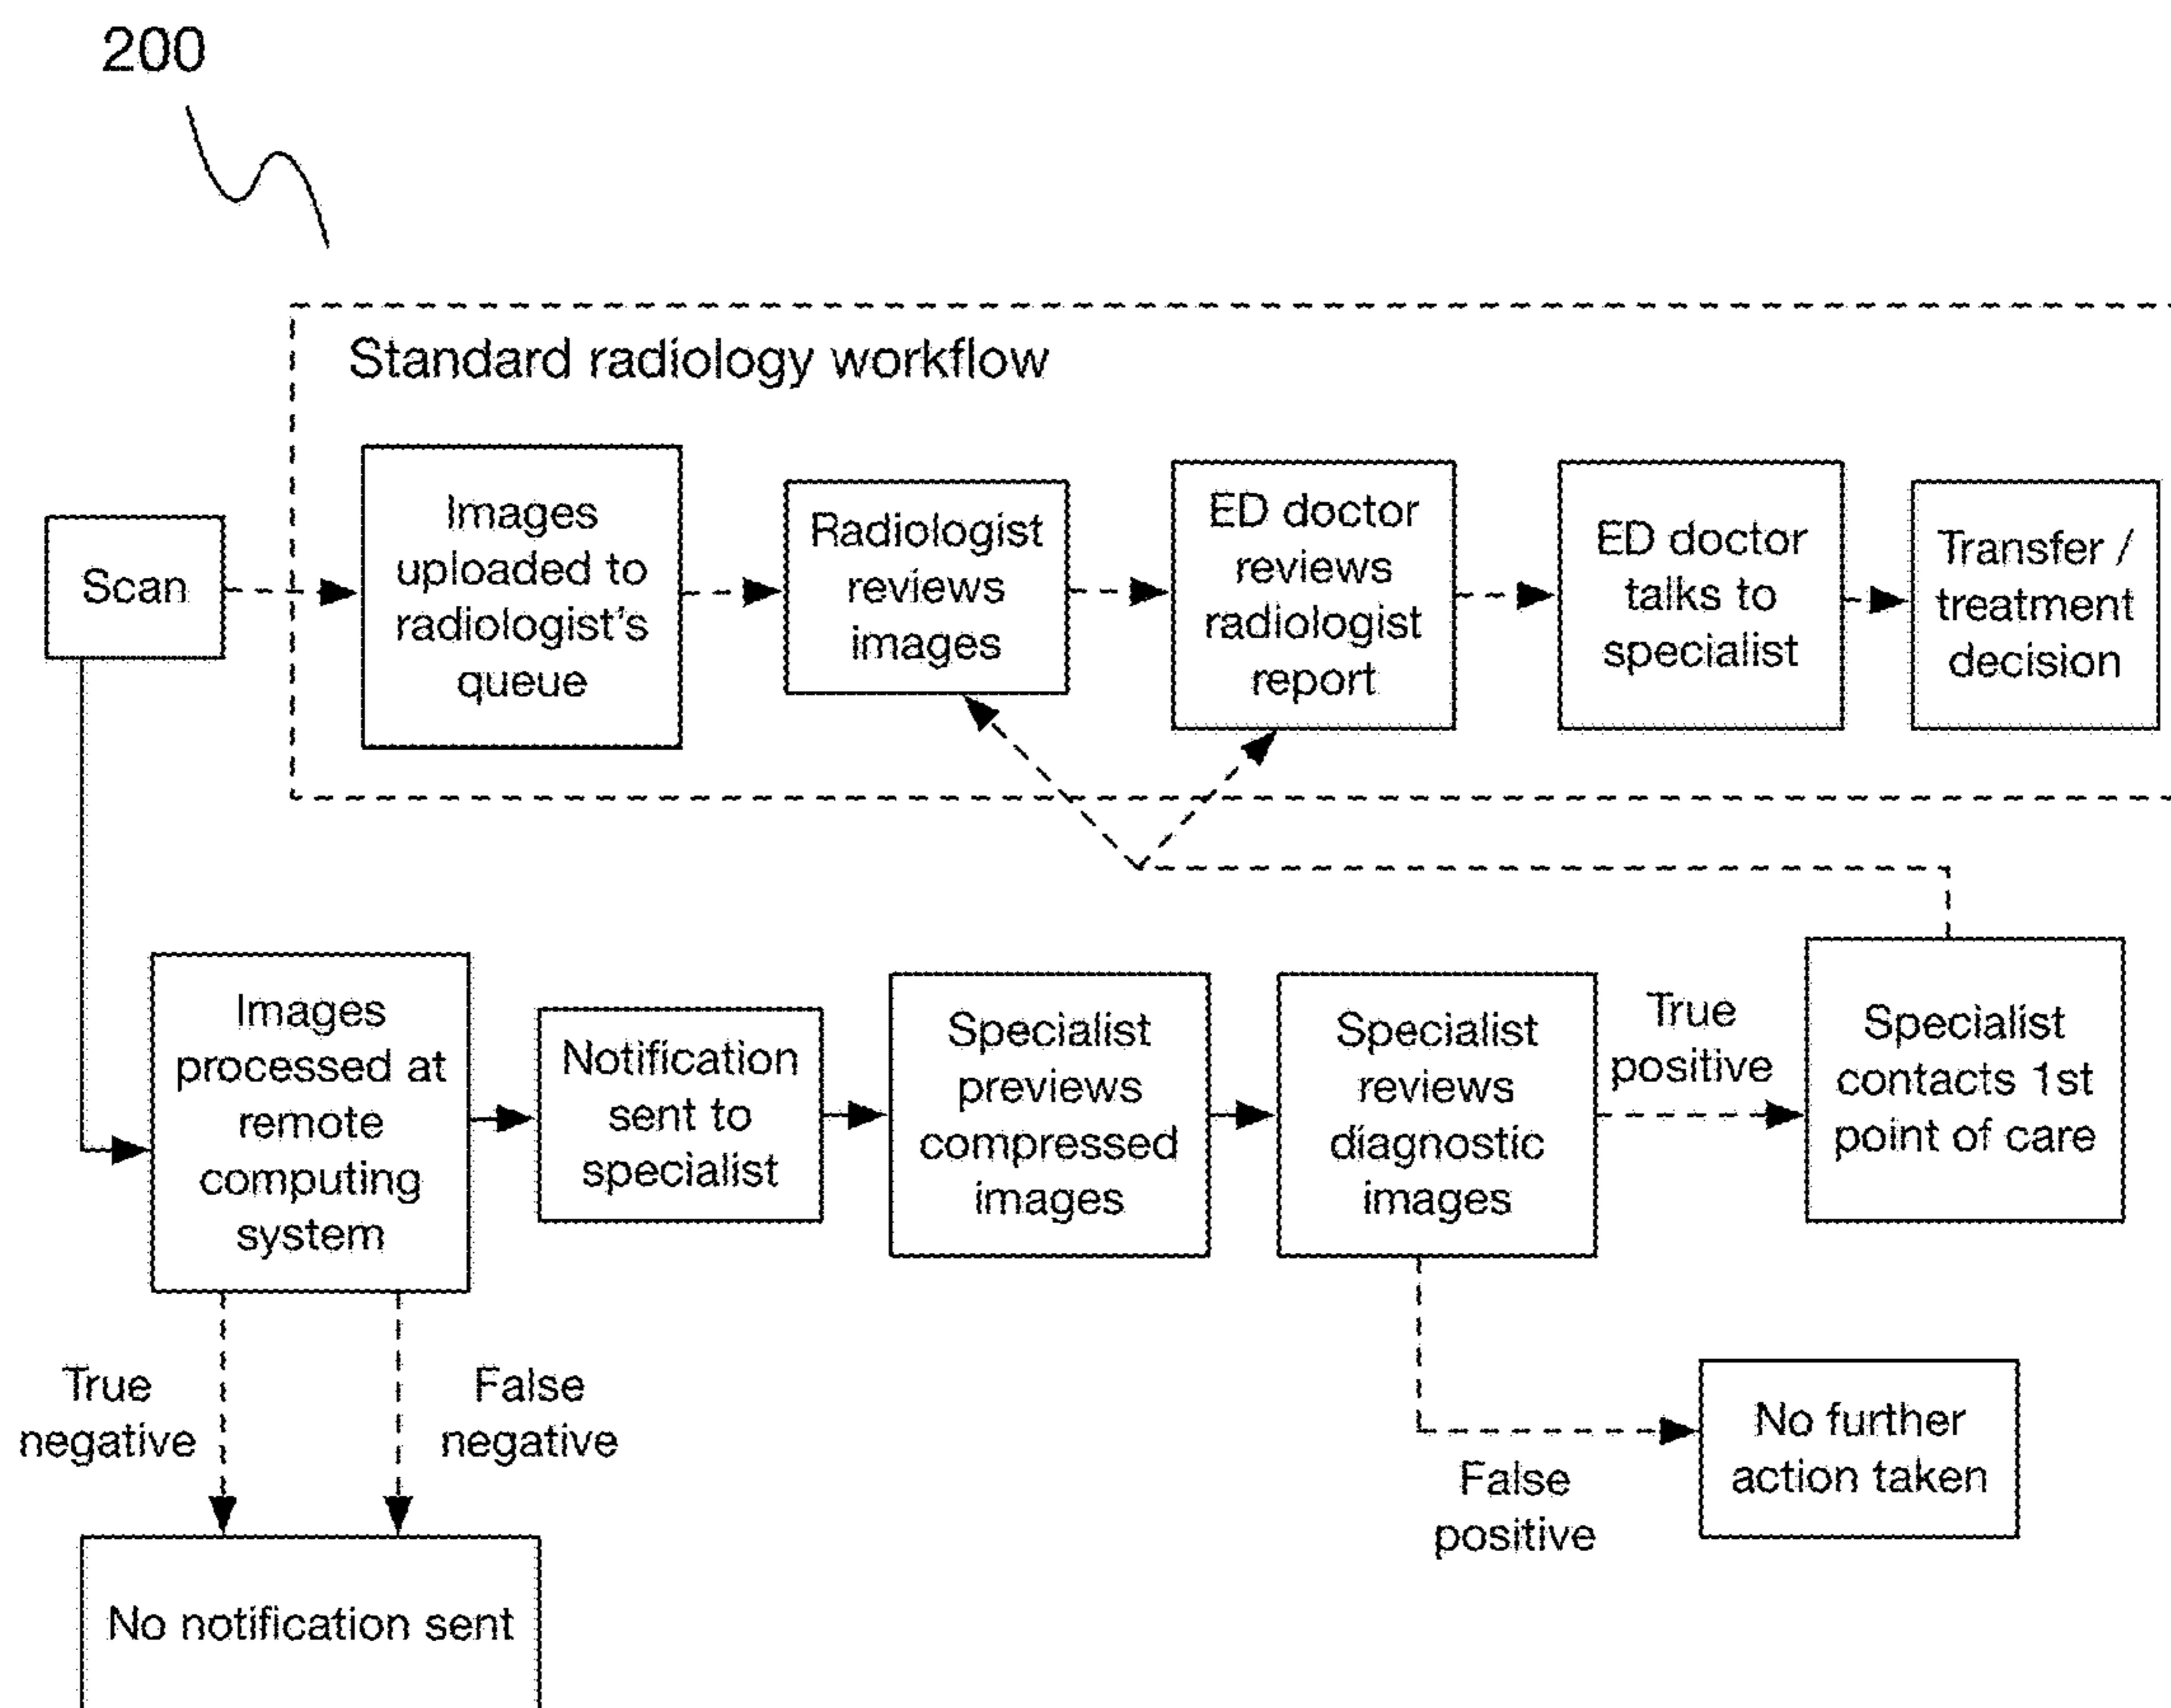 200
Standard radiology workflow
Scan
Images
uploaded to
radiologist's
queue
Radiologist
reviews
images
ED doctor
reviews
radiologist
report
ED doctor
talks to
specialist
Transfer /
treatment
decision
Images
processed at
remote
computing
system
Notification
sent to
specialist
Specialist
previews
compressed
images
Specialist
reviews
diagnostic
images
True
positive
Specialist
contacts 1st
point of care
True
negative
False
negative
False
positive
No further
action taken
No notification sent